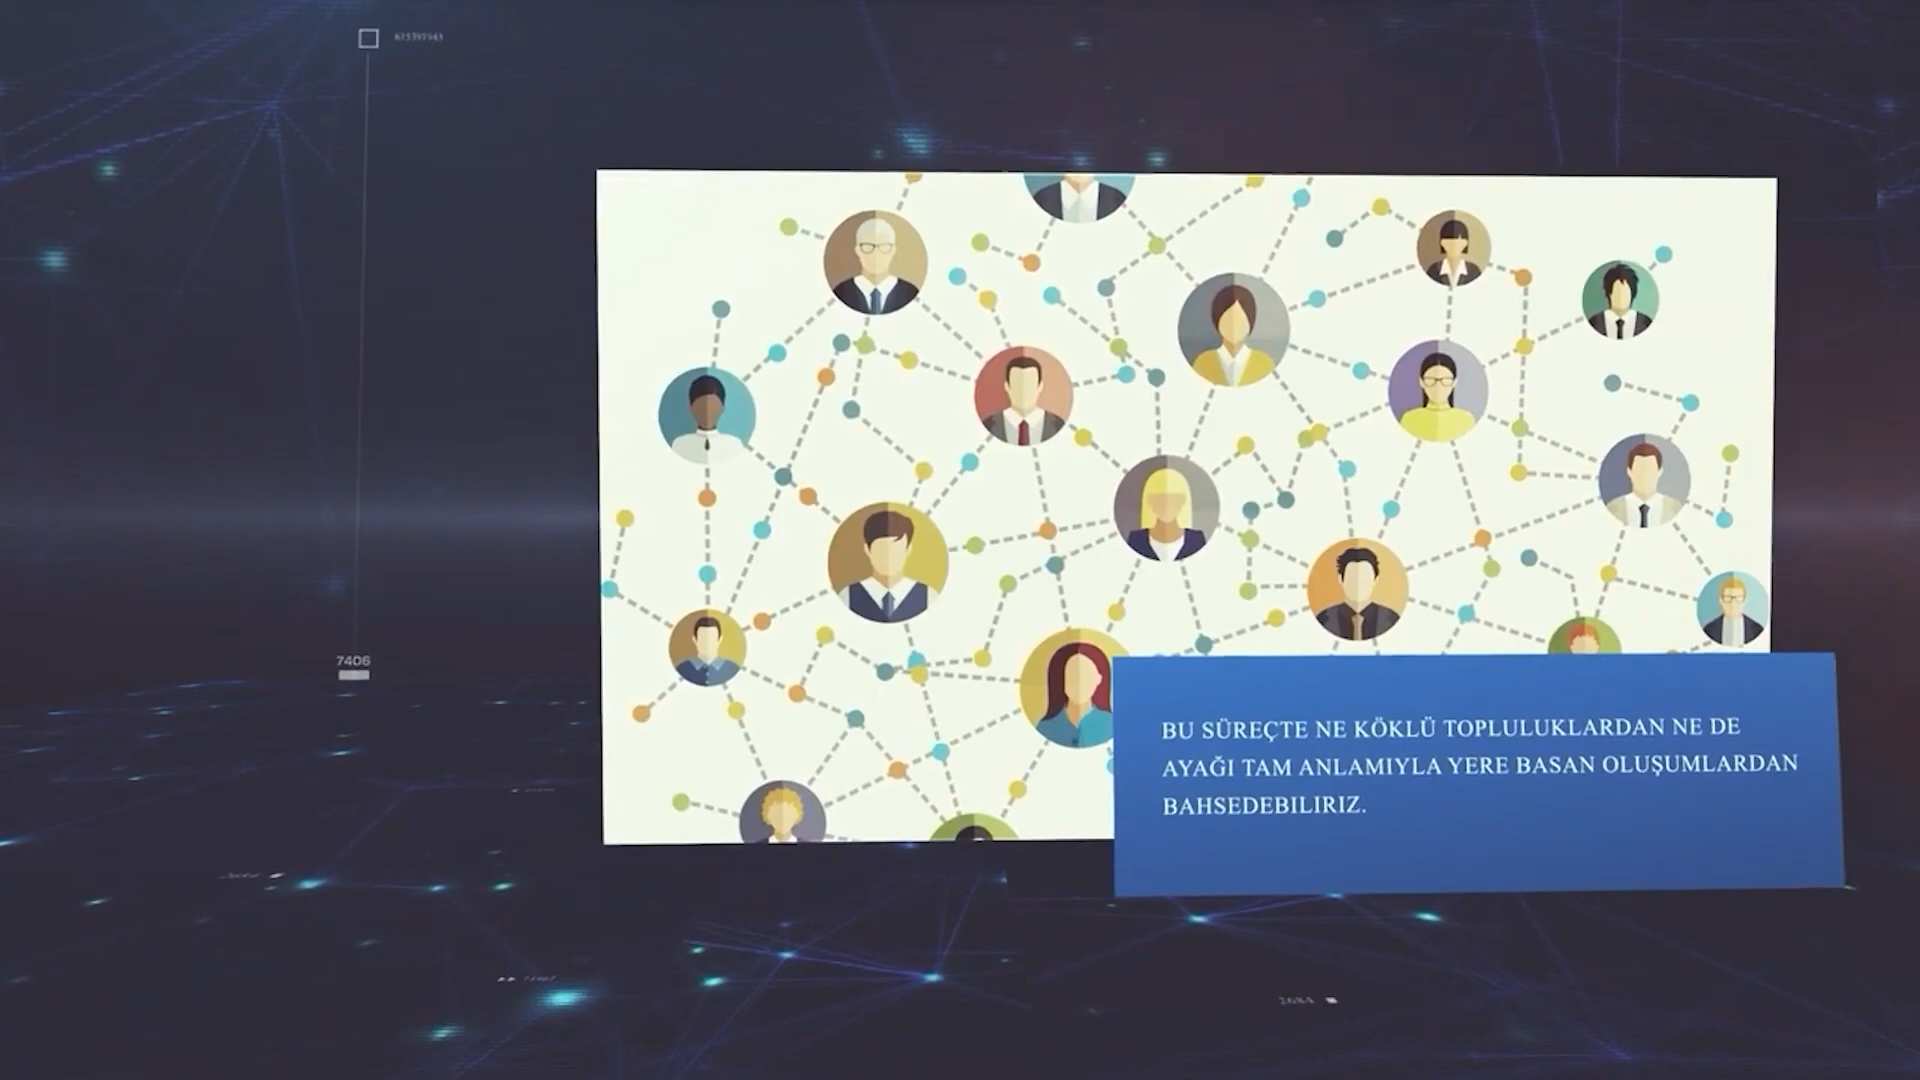 7406
BU SÜREÇTE NE KÖKLÜ TOPLULUKLARDAN NE DE
AYAĞI TAM ANLAMIYLA YERE BASAN OLUŞUMLARDAN
BAHSEDEBILIRIZ.